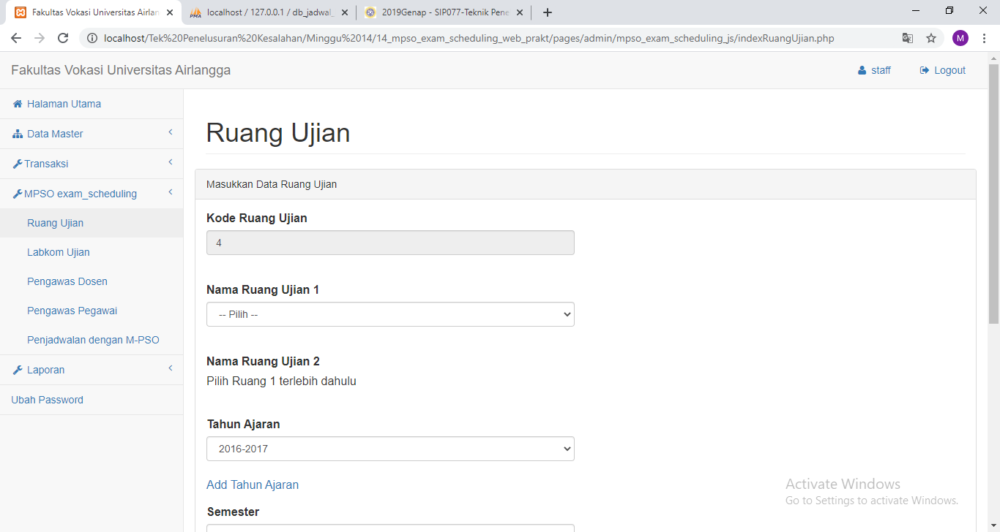 Fakultas Vokasi Universitas Airlan
localhost / 127.0.0.1 / db_jadwal_
2019Genap - SIP077-Teknik Pene
localhost/Tek%20Penelusuran%20Kesalahan/Minggu%2014/14_mpso_exam_scheduling_web_prakt/pages/admin/mpso_exam_scheduling_js/indexRuangUjian.php
M
Fakultas Vokasi Universitas Airlangga
staff
Logout
Halaman Utama
Data Master
Transaksi
MPSO exam_scheduling
Ruang Ujian
Labkom Ujian
Pengawas Dosen
Pengawas Pegawai
Penjadwalan dengan M-PSO
Laporan
Ubah Password
Ruang Ujian
Masukkan Data Ruang Ujian
Kode Ruang Ujian
4
Nama Ruang Ujian 1
-- Pilih --
Nama Ruang Ujian 2
Pilih Ruang 1 terlebih dahulu
Tahun Ajaran
2016-2017
Add Tahun Ajaran
Semester
Activate Windows
Go to Settings to activate Windows.